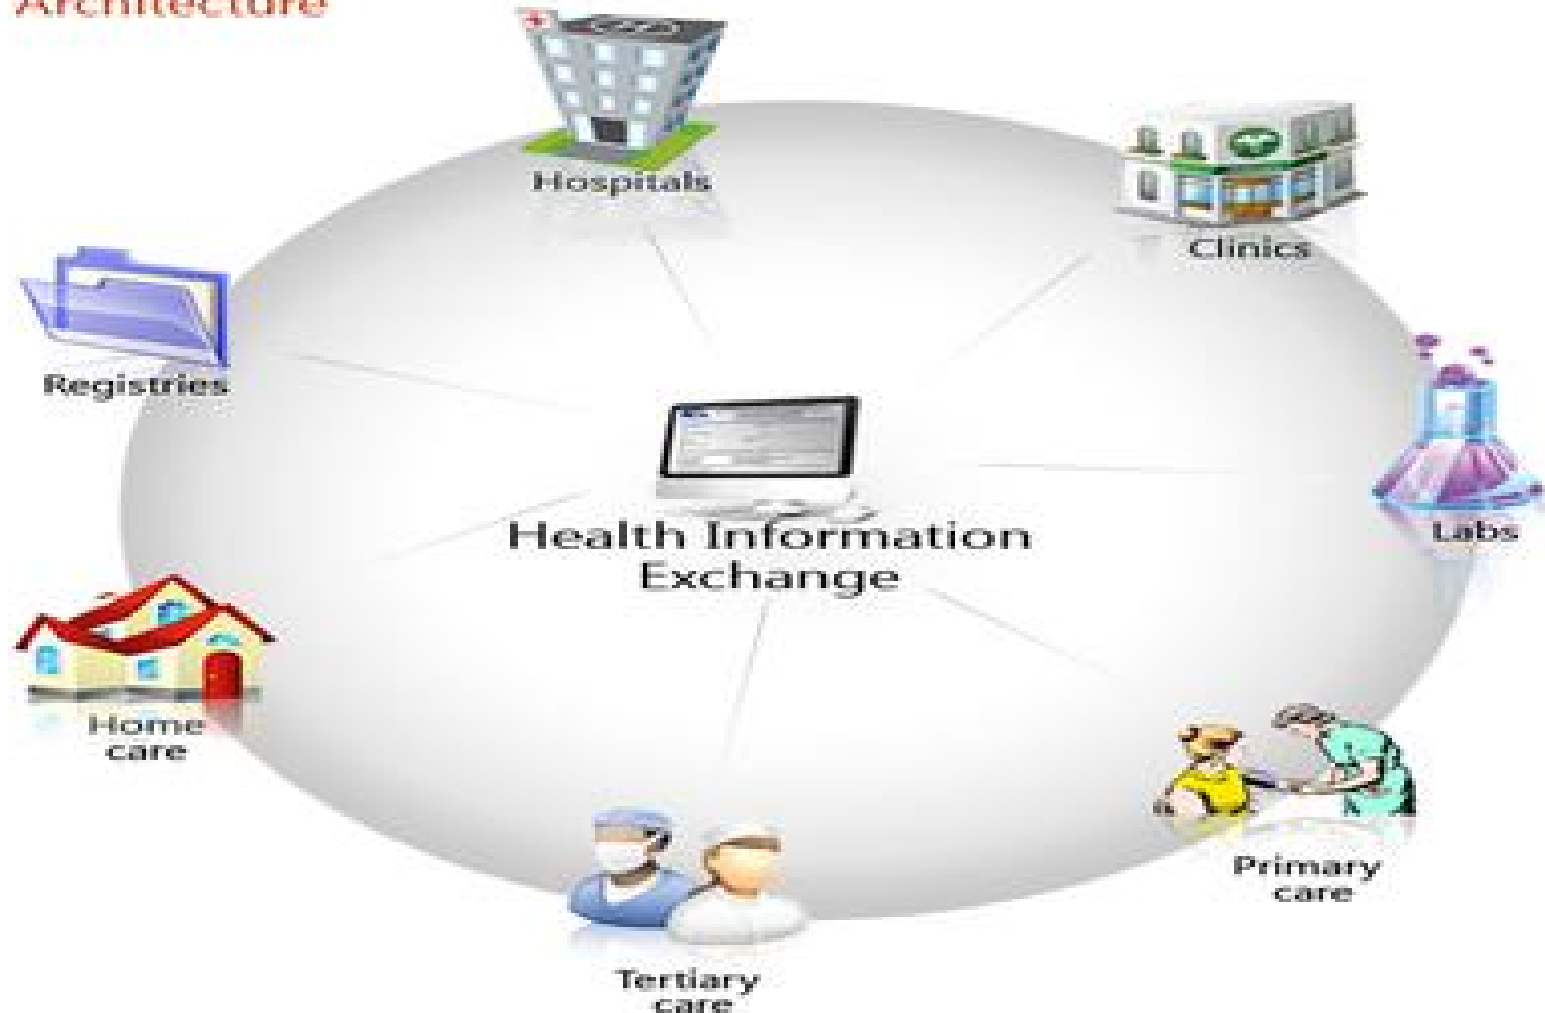 Architecture
Hospitals
Clinics
Registries
Labs
Health Information
Exchange
Home
care
Primary
care
Tertiary
care